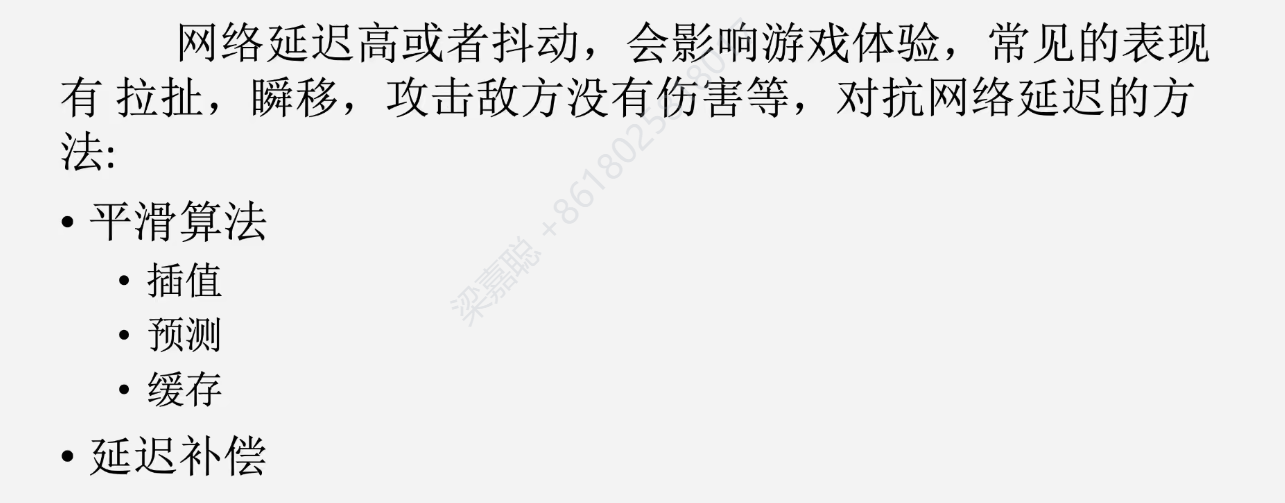 网络延迟高或者抖动，会影响游戏体验，常见的表现
有 拉扯，瞬移，攻击敌方没有伤害等，对抗网络延迟的方
法:
• 平滑算法
• 插值
• 预测
• 缓存
• 延迟补偿
梁嘉聪